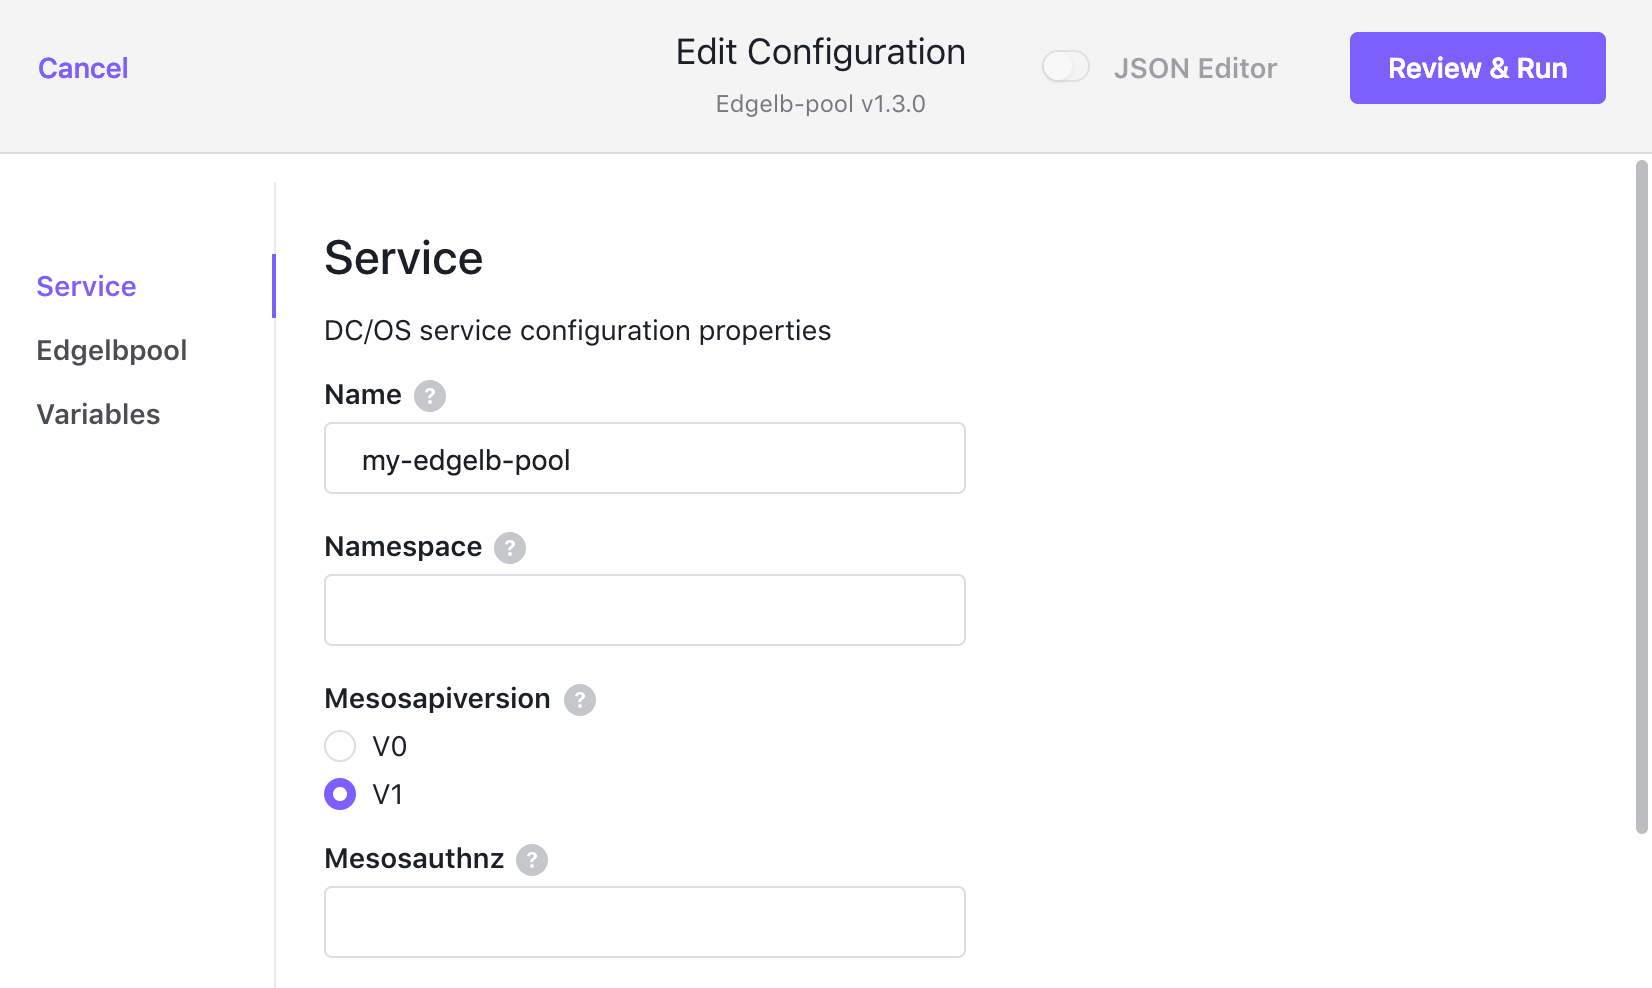 Cancel
Edit Configuration
Edgelb-pool v1.3.0
JSON Editor
Review & Run
Service
Edgelbpool
Variables
Service
DC/OS service configuration properties
Name ?
my-edgelb-pool
Namespace ?
Mesosapiversion ?
V0
V1
Mesosauthnz ?